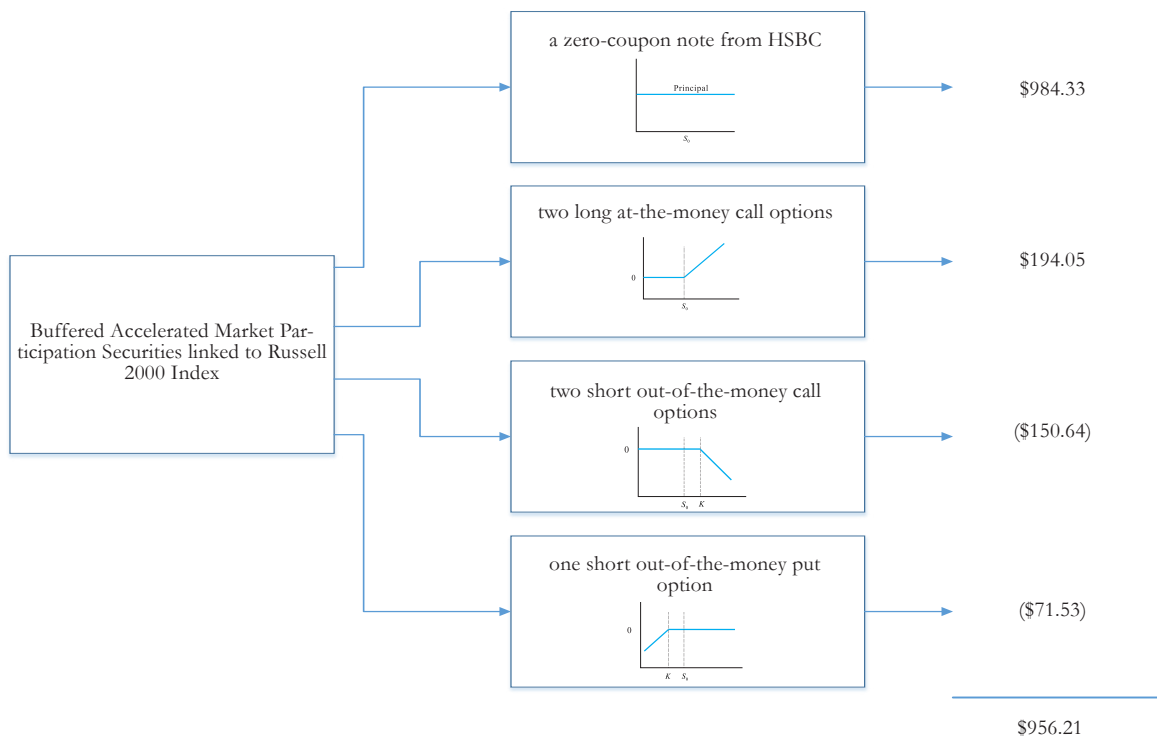 a zero-coupon note from HSBC
Principal
S₀
$984.33
two long at-the-money call options
0
S₀
$194.05
Buffered Accelerated Market Par-
ticipation Securities linked to Russell
2000 Index
two short out-of-the-money call
options
0
S₀ K
($150.64)
one short out-of-the-money put
option
0
K S₀
($71.53)
$956.21